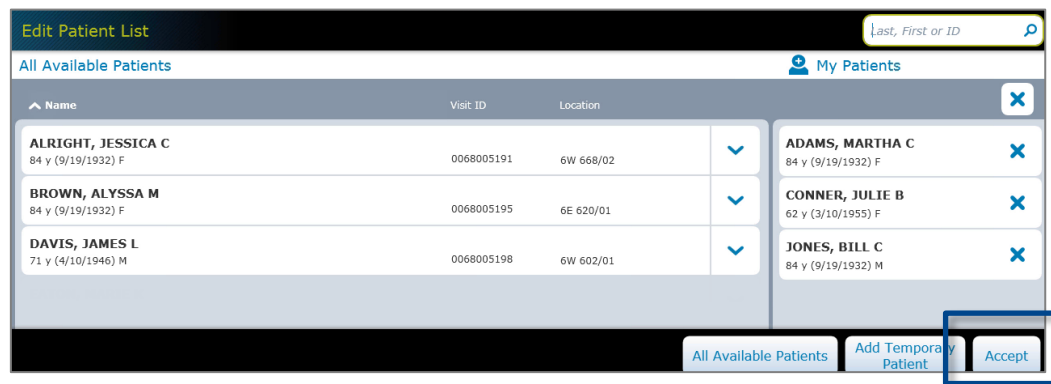 Edit Patient List
Last, First or ID
All Available Patients
My Patients
Name Visit ID Location
ALRIGHT, JESSICA C
84 y (9/19/1932) F 0068005191 6W 668/02
BROWN, ALYSSA M
84 y (9/19/1932) F 0068005195 6E 620/01
DAVIS, JAMES L
71 y (4/10/1946) M 0068005198 6W 602/01
ADAMS, MARTHA C
84 y (9/19/1932) F
CONNER, JULIE B
62 y (3/10/1955) F
JONES, BILL C
84 y (9/19/1932) M
All Available Patients
Add Temporary
Patient
Accept